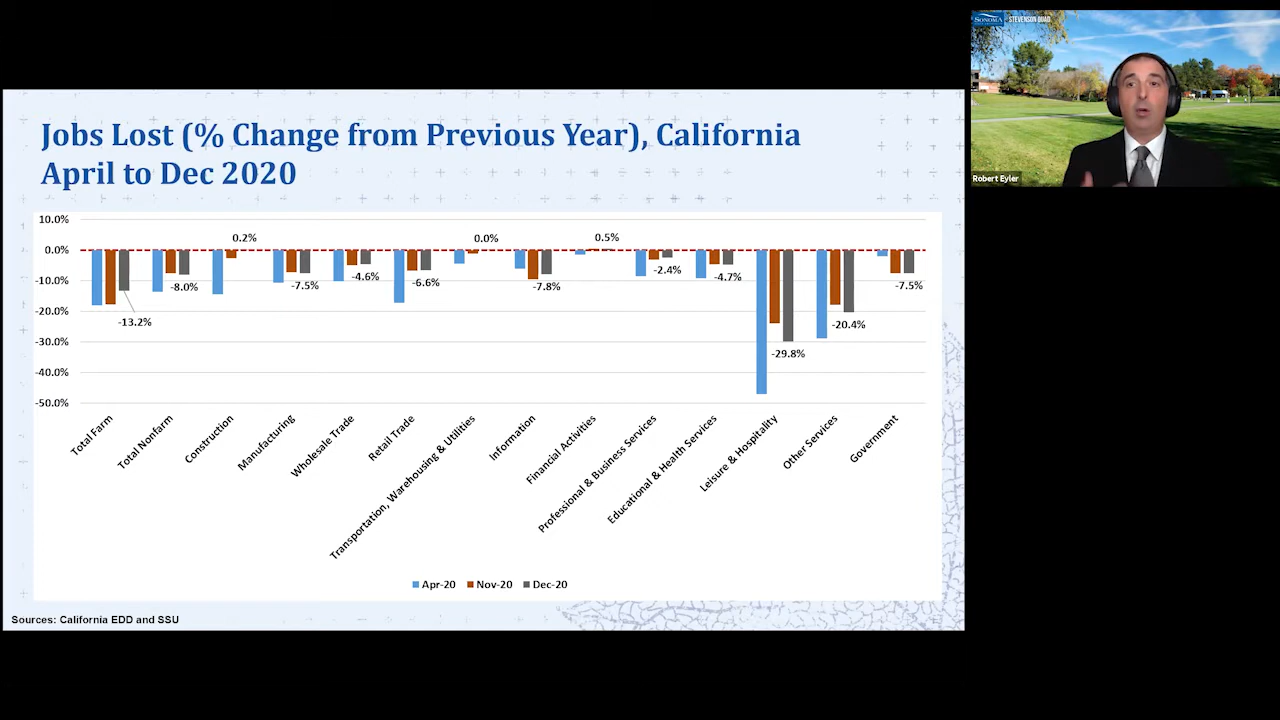 SONOMA
STEVENSON QUAD
Robert Eyler
Jobs Lost (% Change from Previous Year), California
April to Dec 2020
10.0%
0.0%
-10.0%
-20.0%
-30.0%
-40.0%
-50.0%
-13.2%
-8.0%
0.2%
-7.5%
-4.6%
-6.6%
0.0%
-7.8%
0.5%
-2.4%
-4.7%
-29.8%
-20.4%
-7.5%
Total Farm
Total Nonfarm
Construction
Manufacturing
Wholesale Trade
Retail Trade
Transportation, Warehousing & Utilities
Information
Financial Activities
Professional & Business Services
Educational & Health Services
Leisure & Hospitality
Other Services
Government
Apr-20 Nov-20 Dec-20
Sources: California EDD and SSU